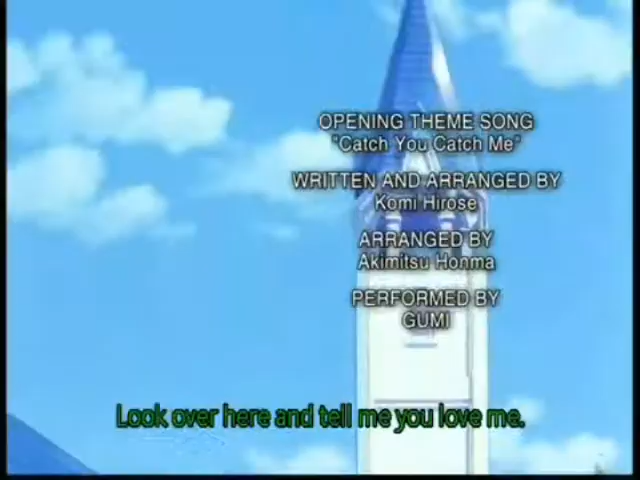 OPENING THEME SONG
"Catch You Catch Me"
WRITTEN AND ARRANGED BY
Komi Hirose
ARRANGED BY
Akimitsu Honma
PERFORMED BY
GUMI
Look over here and tell me you love me.